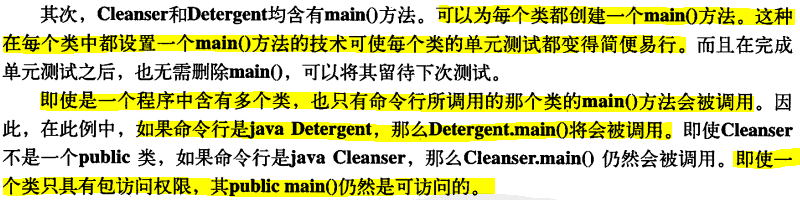 其次，Cleanser和Detergent均含有main()方法。可以为每个类都创建一个main()方法。这种
在每个类中都设置一个main()方法的技术可使每个类的单元测试都变得简便易行。而且在完成
单元测试之后，也无需删除main()，可以将其留待下次测试。
即使是一个程序中含有多个类，也只有命令行所调用的那个类的main()方法会被调用。因
此，在此例中，如果命令行是java Detergent，那么Detergent.main()将会被调用。即使Cleanser
不是一个public 类，如果命令行是java Cleanser，那么Cleanser.main() 仍然会被调用。即使一
个类只具有包访问权限，其public main()仍然是可访问的。